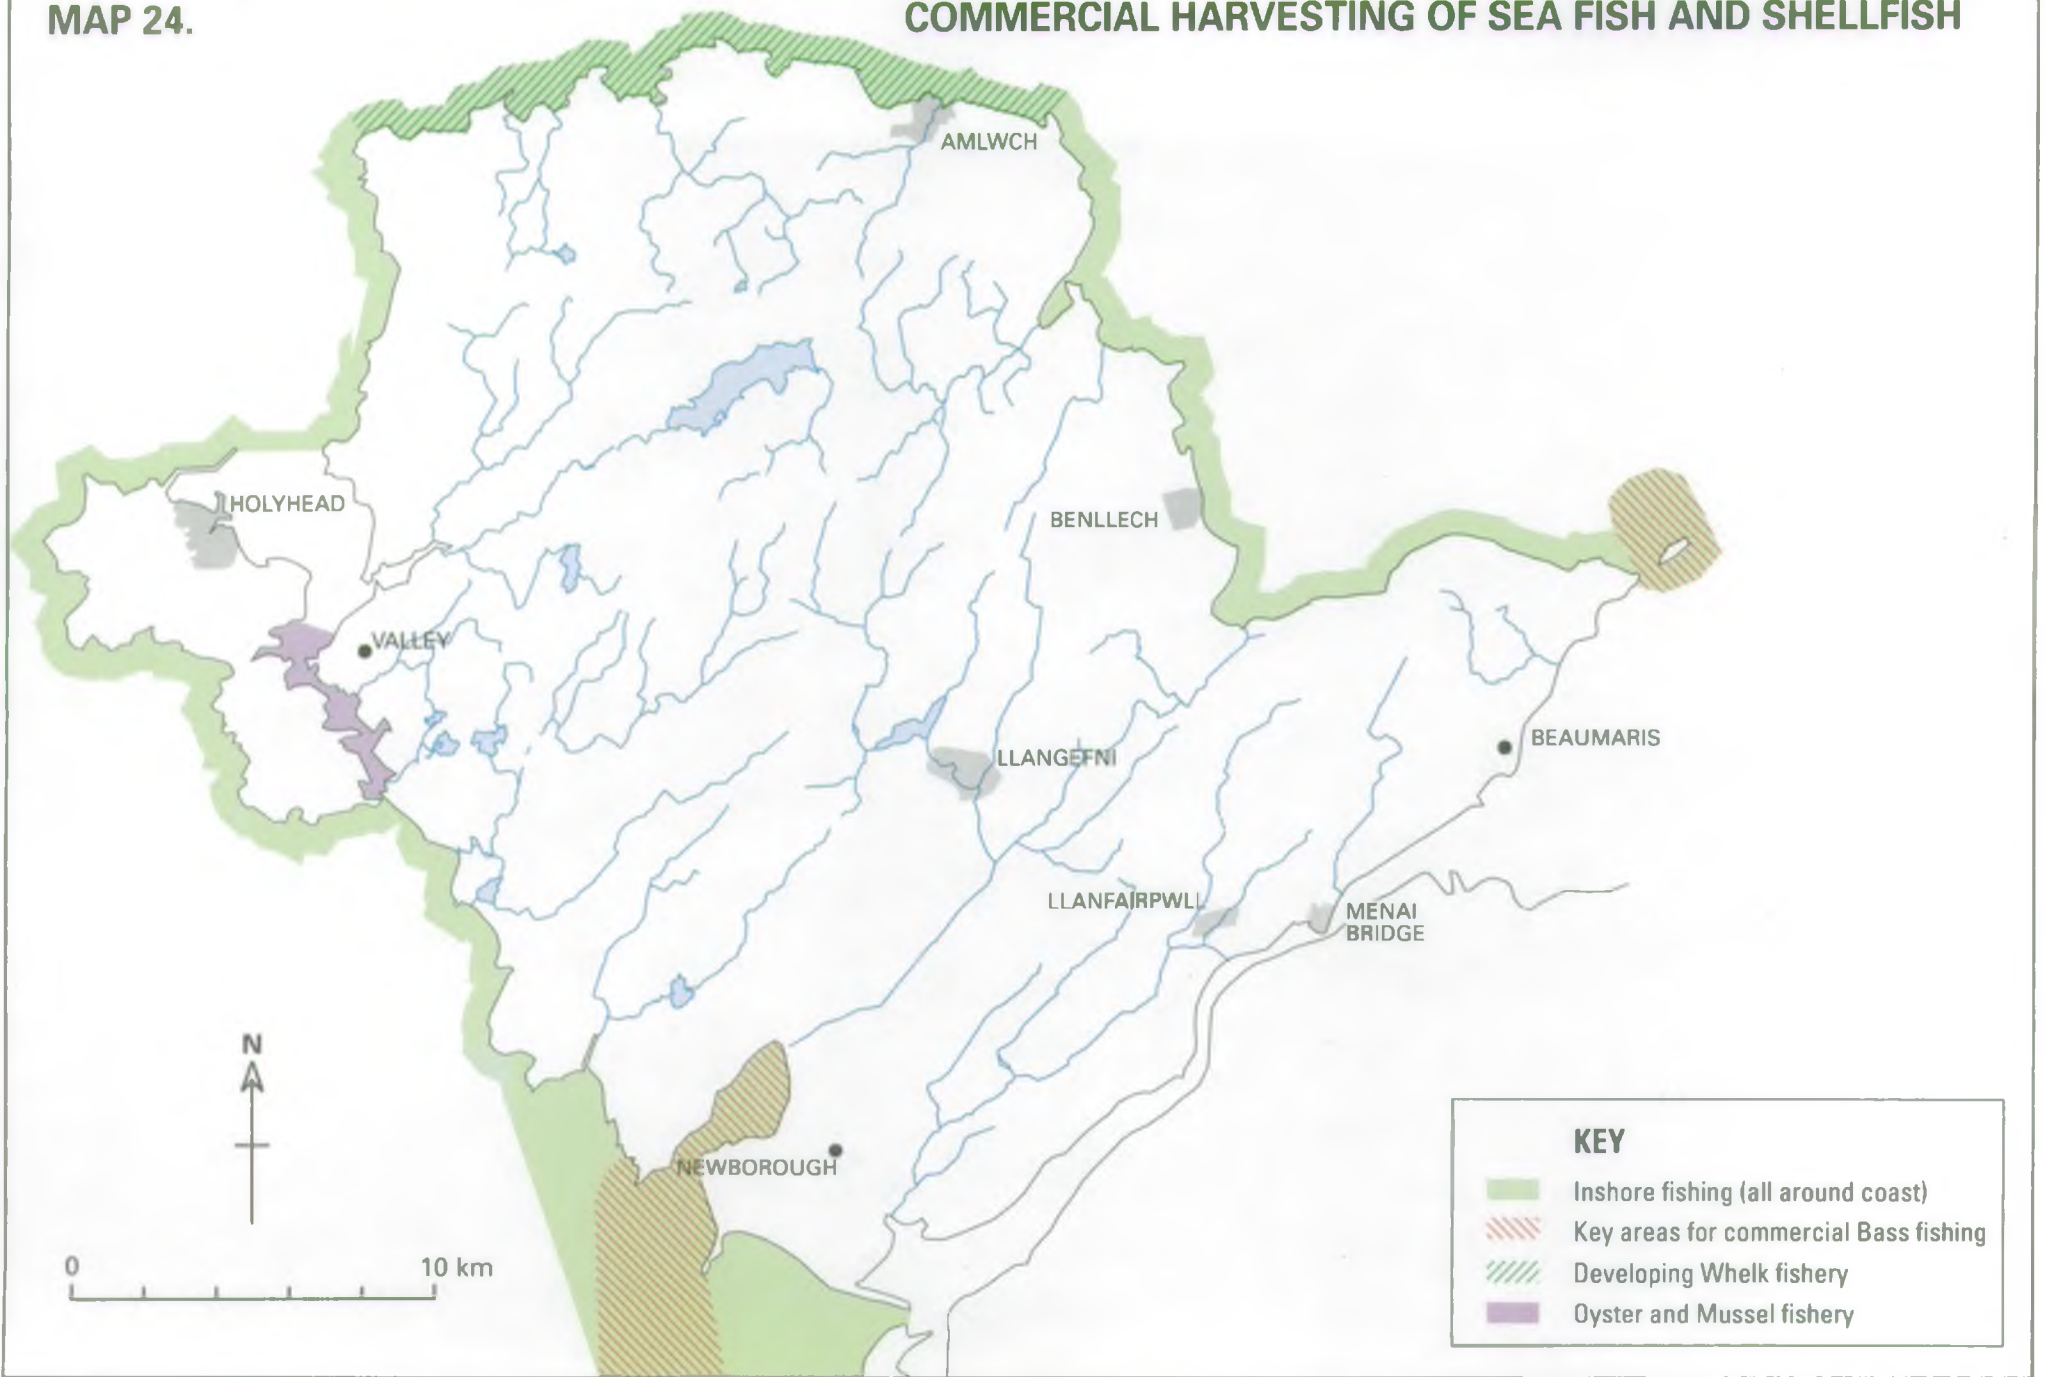 MAP 24.
COMMERCIAL HARVESTING OF SEA FISH AND SHELLFISH
AMLWCH
HOLYHEAD
BENLLECH
VALLEY
BEAUMARIS
LLANGEFNI
LLANFAIRPWLL
MENAI
BRIDGE
N
NEWBOROUGH
0
10 km
KEY
Inshore fishing (all around coast)
Key areas for commercial Bass fishing
Developing Whelk fishery
Oyster and Mussel fishery